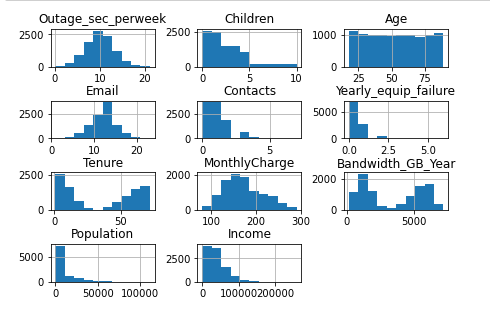 Outage_sec_perweek Children Age
2500 2500 1000
0 0 0
0 10 20 0 5 10 25 50 75
Email Contacts Yearly_equip_failure
2500 2500 5000
0 0 0
0 10 20 0 5 0.0 2.5 5.0
Tenure MonthlyCharge Bandwidth_GB_Year
2500 2000 2000
0 0 0
0 50 100 200 300 0 5000
Population Income
5000 2500
0 0
0 50000 100000 0 100000 200000